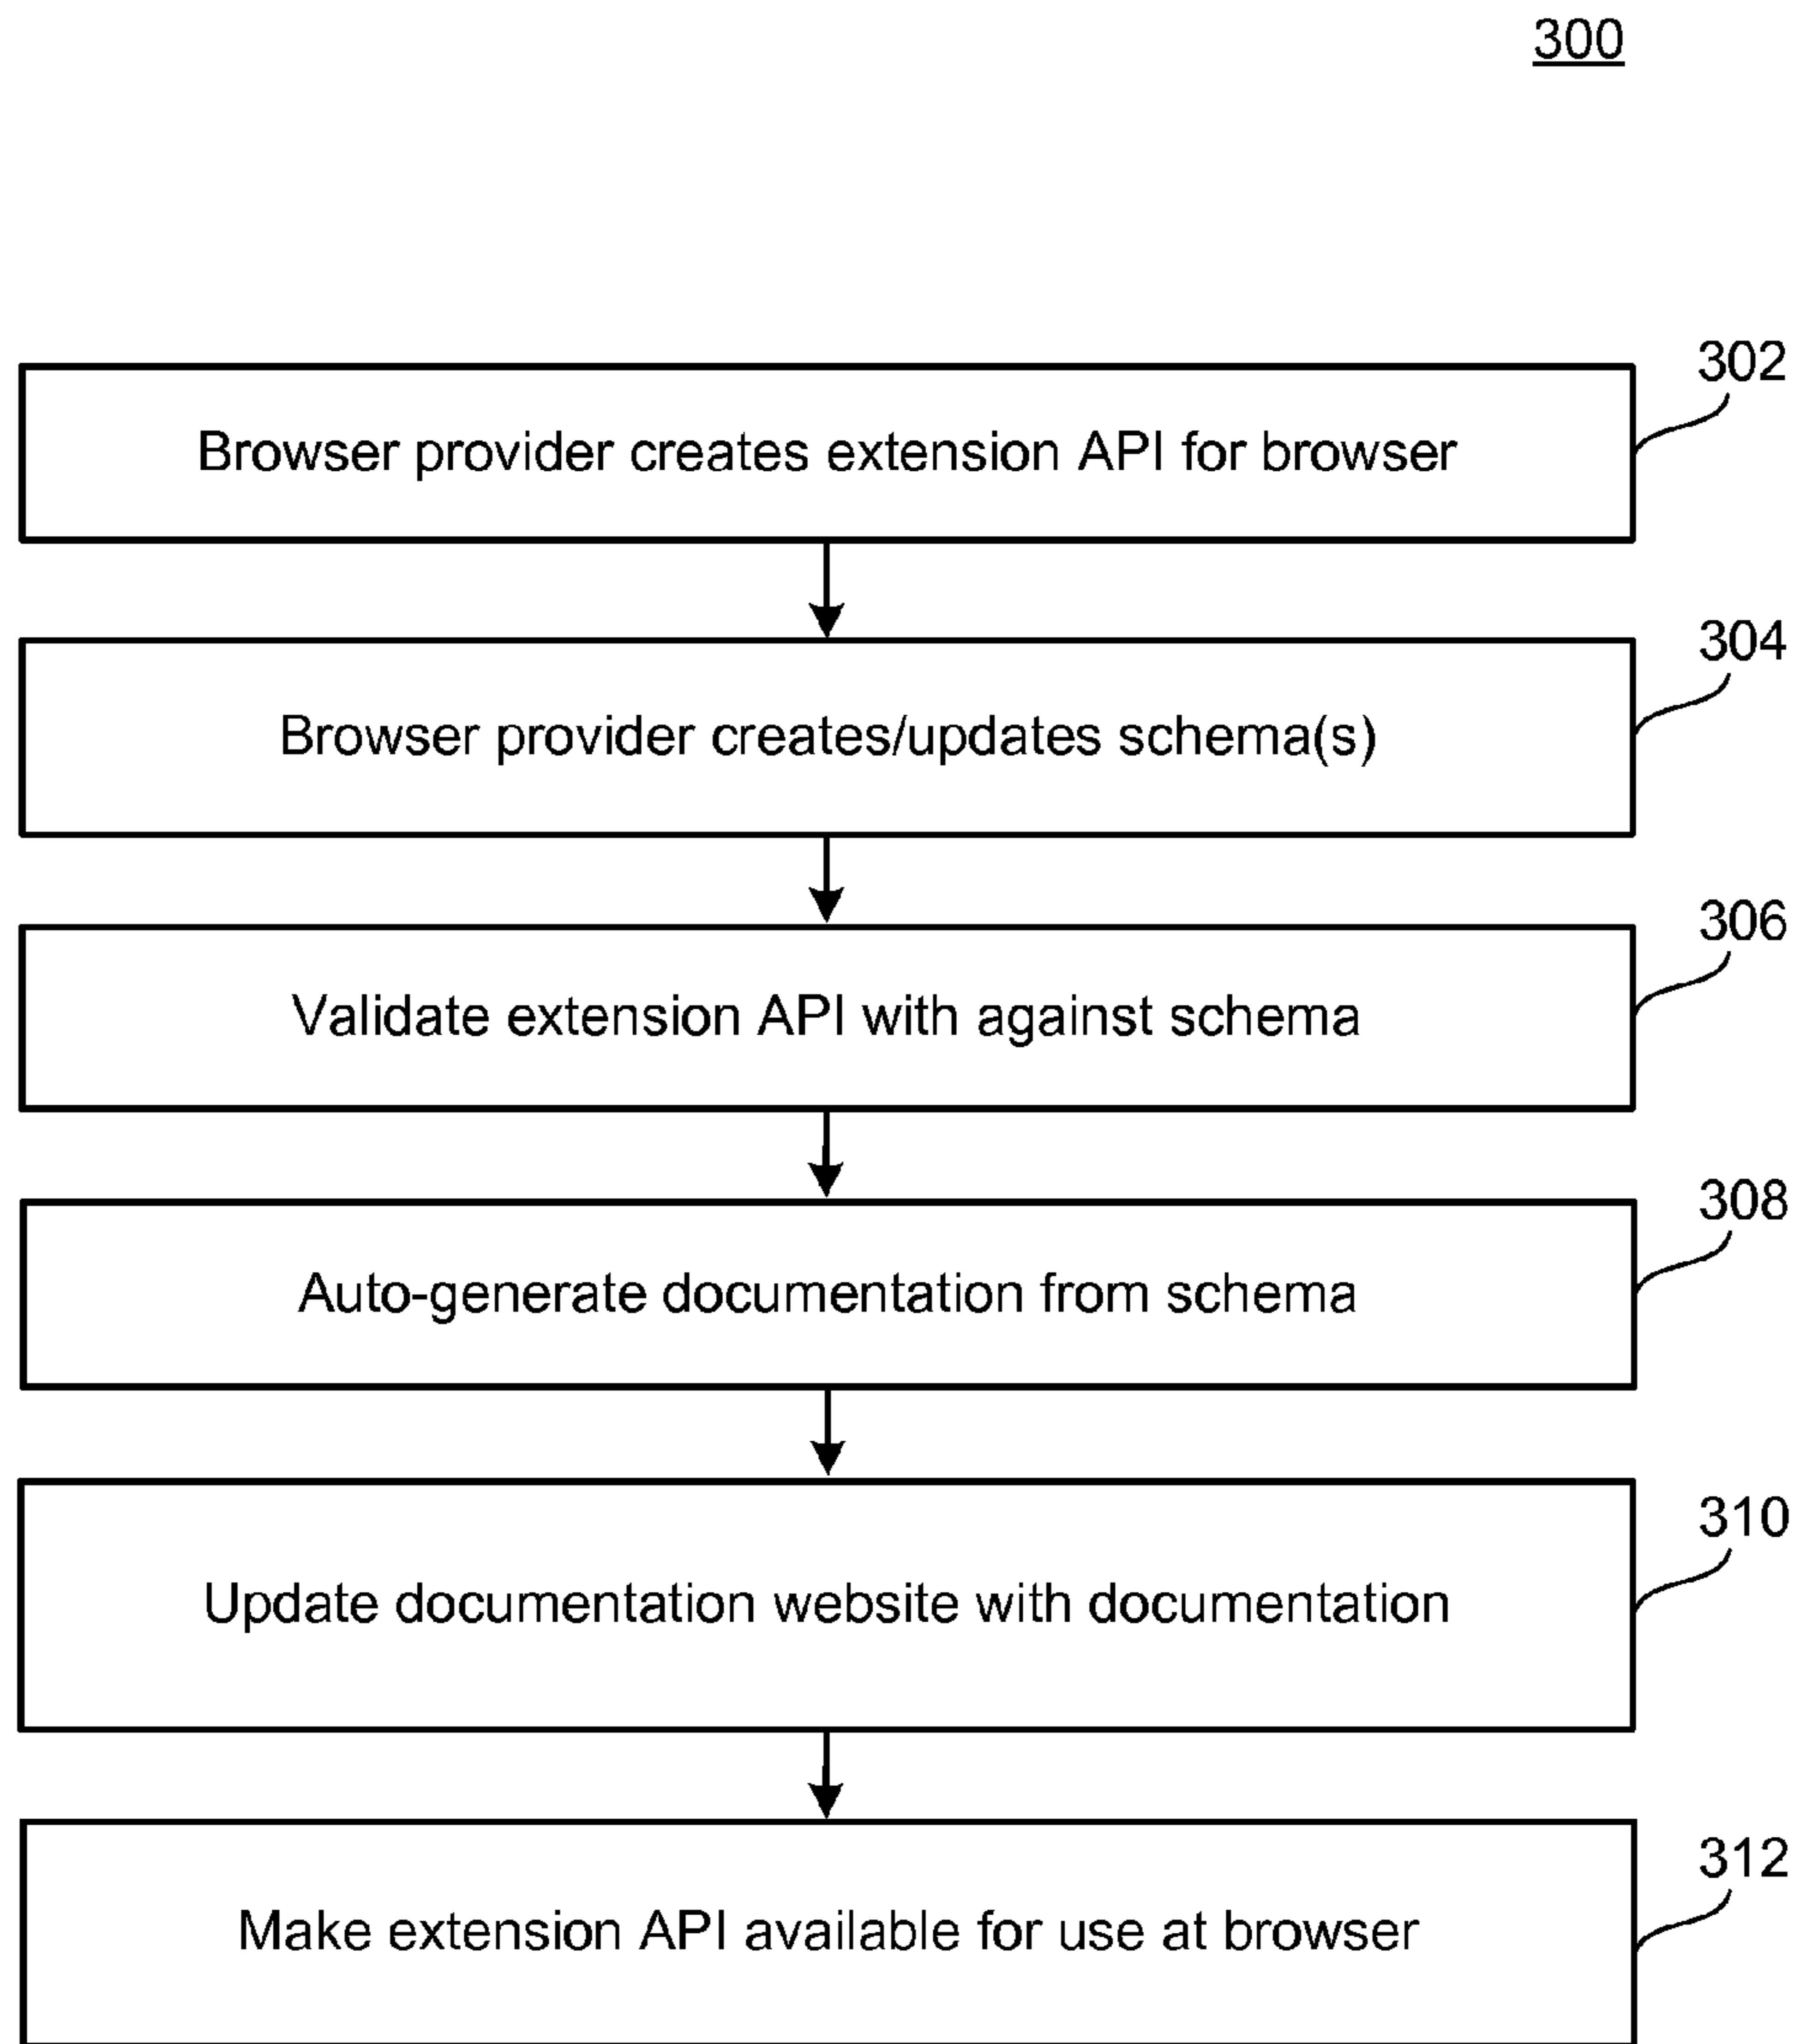 300
302
Browser provider creates extension API for browser
304
Browser provider creates/updates schema(s)
306
Validate extension API with against schema
308
Auto-generate documentation from schema
310
Update documentation website with documentation
312
Make extension API available for use at browser